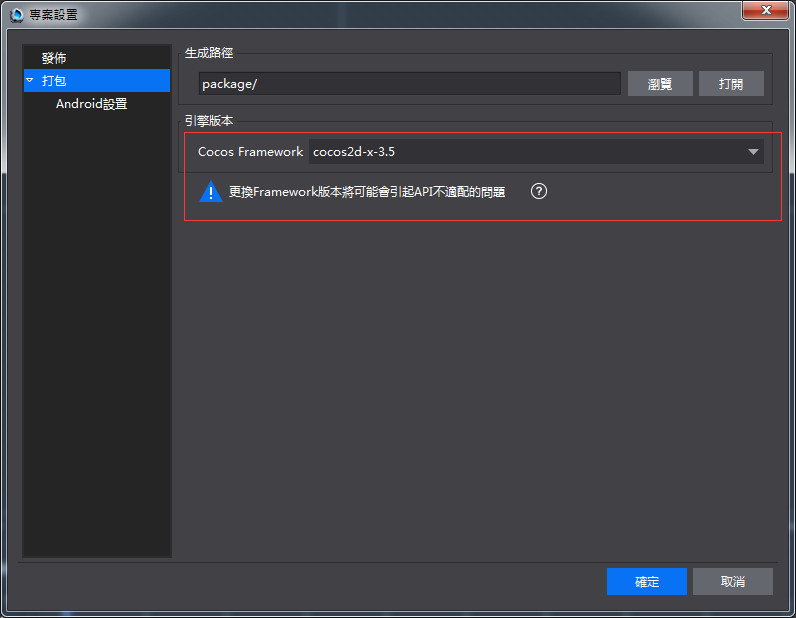 專案設置
發佈
打包
Android設置
生成路徑
package/
瀏覽
打開
引擎版本
Cocos Framework cocos2d-x-3.5
更換Framework版本將可能會引起API不適配的問題
確定
取消